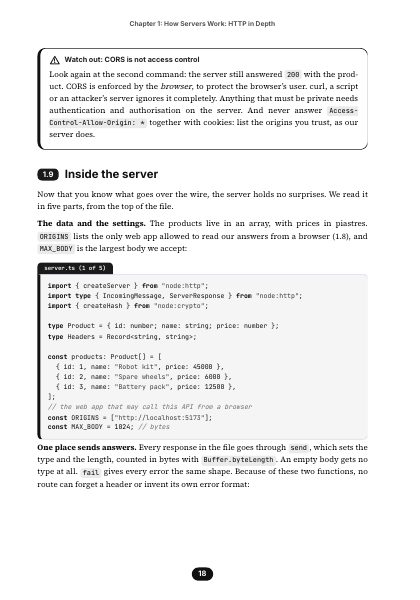 Chapter 1: How Servers Work: HTTP in Depth
Watch out: CORS is not access control
Look again at the second command: the server still answered 200 with the prod-
uct. CORS is enforced by the browser, to protect the browser's user. curl, a script
or an attacker's server ignores it completely. Anything that must be private needs
authentication and authorisation on the server. And never answer Access-
Control-Allow-Origin: * together with cookies: list the origins you trust, as our
server does.
1.9 Inside the server
Now that you know what goes over the wire, the server holds no surprises. We read it
in five parts, from the top of the file.
The data and the settings. The products live in an array, with prices in piastres.
ORIGINS lists the only web app allowed to read our answers from a browser (1.8), and
MAX_BODY is the largest body we accept:
server.ts (1 of 5)
import { createServer } from "node:http";
import type { IncomingMessage, ServerResponse } from "node:http";
import { createHash } from "node:crypto";
type Product = { id: number; name: string; price: number };
type Headers = Record<string, string>;
const products: Product[] = [
{ id: 1, name: "Robot kit", price: 45000 },
{ id: 2, name: "Spare wheels", price: 6000 },
{ id: 3, name: "Battery pack", price: 12500 },
];
// the web app that may call this API from a browser
const ORIGINS = ["http://localhost:5173"];
const MAX_BODY = 1024; // bytes
One place sends answers. Every response in the file goes through send, which sets the
type and the length, counted in bytes with Buffer.byteLength. An empty body gets no
type at all. fail gives every error the same shape. Because of these two functions, no
route can forget a header or invent its own error format:
18